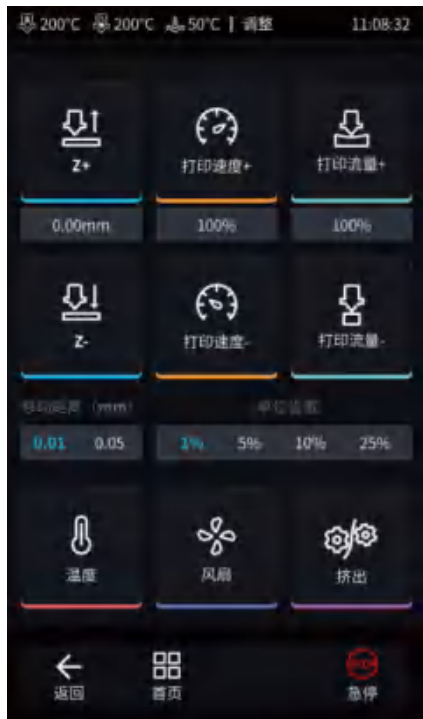 200°C 200°C 50°C | 调整 11:08:32
Z+ 打印速度+ 打印流量+
0.00mm 100% 100%
Z- 打印速度- 打印流量-
移动距离 (mm) 单位倍数
0.01 0.05 1% 5% 10% 25%
温度 风扇 挤出
返回 首页 急停